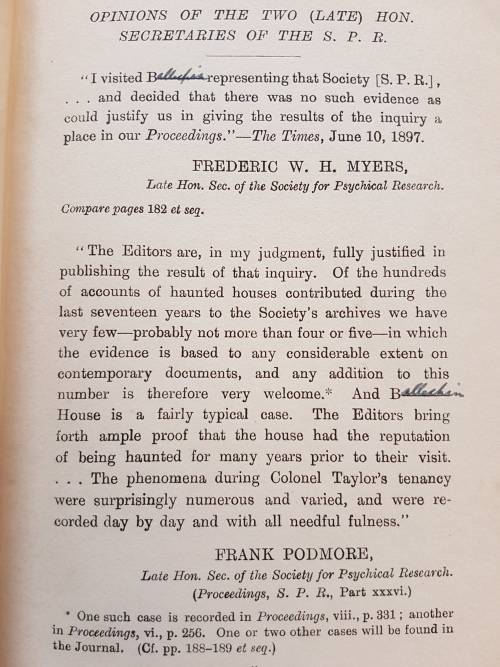 OPINIONS OF THE TWO (LATE) HON.
SECRETARIES OF THE S. P. R.
"I visited Ballechin representing that Society [S. P. R.],
. . . and decided that there was no such evidence as
could justify us in giving the results of the inquiry a
place in our Proceedings."—The Times, June 10, 1897.
FREDERIC W. H. MYERS,
Late Hon. Sec. of the Society for Psychical Research.
Compare pages 182 et seq.
"The Editors are, in my judgment, fully justified in
publishing the result of that inquiry. Of the hundreds
of accounts of haunted houses contributed during the
last seventeen years to the Society's archives we have
very few—probably not more than four or five—in which
the evidence is based to any considerable extent on
contemporary documents, and any addition to this
number is therefore very welcome.* And Ballechin
House is a fairly typical case. The Editors bring
forth ample proof that the house had the reputation
of being haunted for many years prior to their visit.
. . . The phenomena during Colonel Taylor's tenancy
were surprisingly numerous and varied, and were re-
corded day by day and with all needful fulness."
FRANK PODMORE,
Late Hon. Sec. of the Society for Psychical Research.
(Proceedings, S. P. R., Part xxxvi.)
* One such case is recorded in Proceedings, viii., p. 331 ; another
in Proceedings, vi., p. 256. One or two other cases will be found in
the Journal. (Cf. pp. 188-189 et seq.)